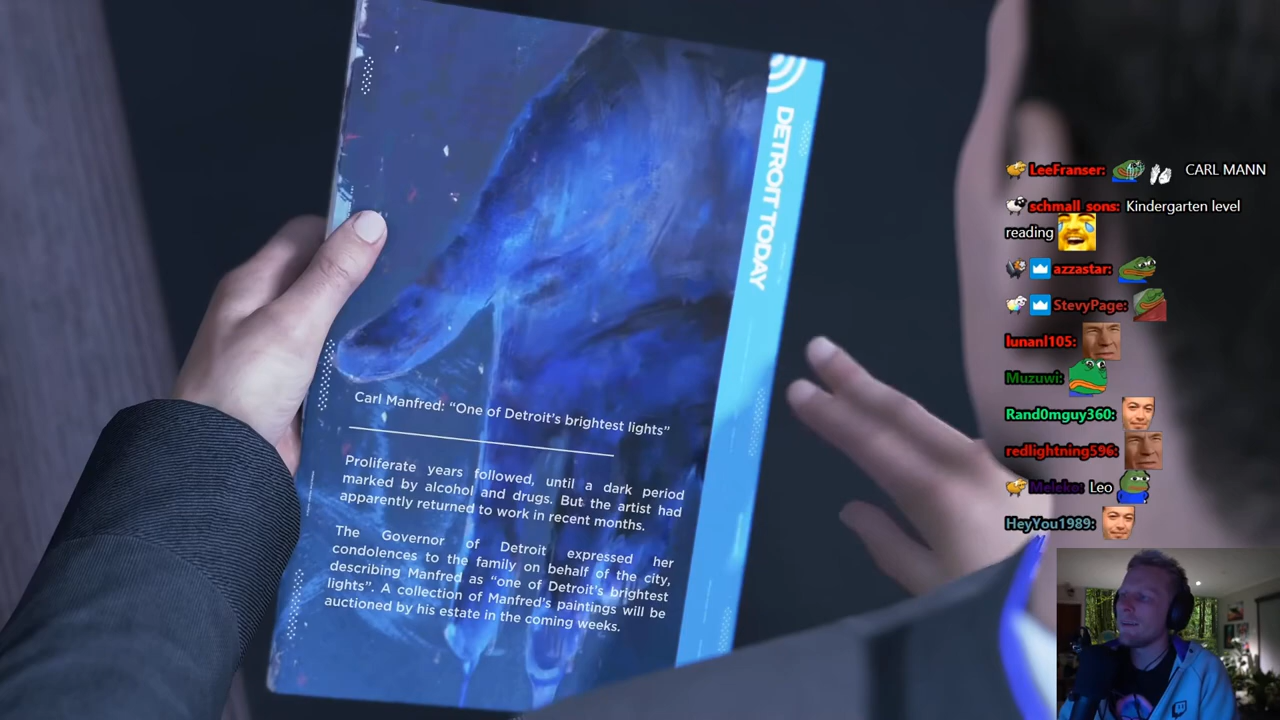 DETROIT TODAY
Carl Manfred: “One of Detroit’s brightest lights”
Proliferate years followed, until a dark period
marked by alcohol and drugs. But the artist had
apparently returned to work in recent months.
The Governor of Detroit expressed her
condolences to the family on behalf of the city,
describing Manfred as “one of Detroit’s brightest
lights”. A collection of Manfred’s paintings will be
auctioned by his estate in the coming weeks.
LeeFranser: CARL MANN
schmall_sons: Kindergarten level
reading
azzastar:
StevyPage:
lunanl105:
Muzuwi:
Rand0mguy360:
redlightning596:
Meleko: Leo
HeyYou1989: